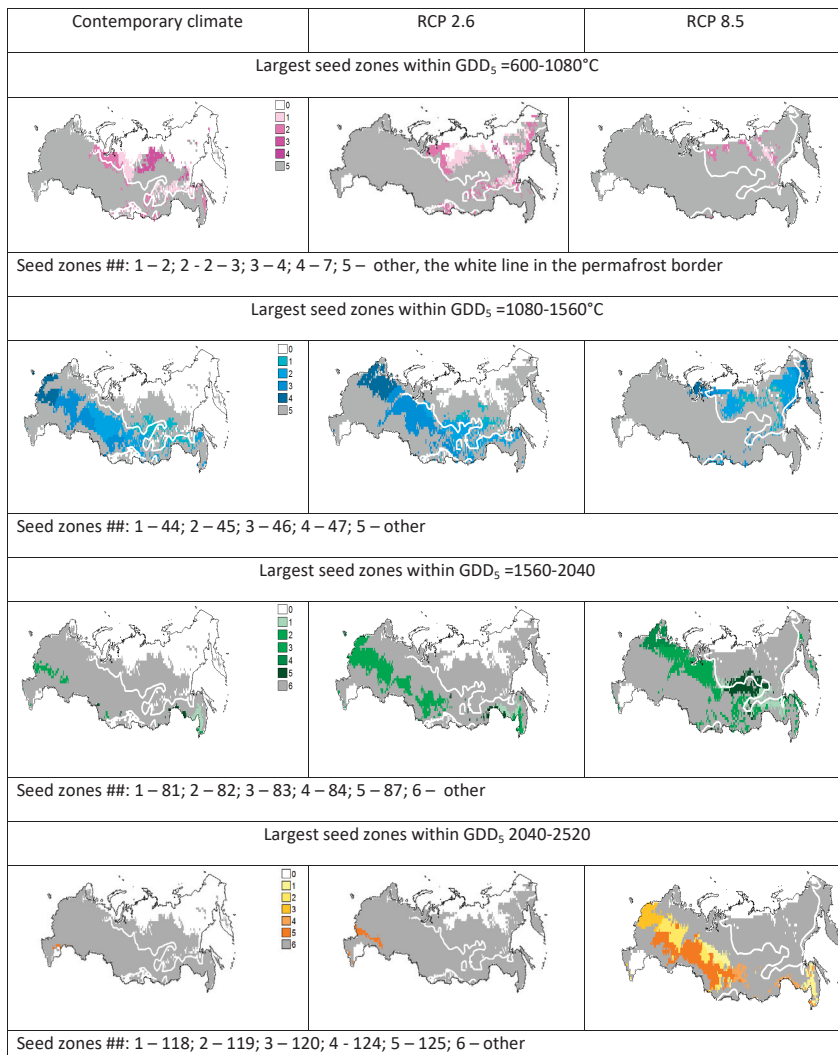 Contemporary climate RCP 2.6 RCP 8.5
Largest seed zones within GDD₅ =600-1080°C
0
1
2
3
4
5
Seed zones ##: 1 – 2; 2 - 2 – 3; 3 – 4; 4 – 7; 5 – other, the white line in the permafrost border
Largest seed zones within GDD₅ =1080-1560°C
0
1
2
3
4
5
Seed zones ##: 1 – 44; 2 – 45; 3 – 46; 4 – 47; 5 – other
Largest seed zones within GDD₅ =1560-2040
0
1
2
3
4
5
6
Seed zones ##: 1 – 81; 2 – 82; 3 – 83; 4 – 84; 5 – 87; 6 – other
Largest seed zones within GDD₅ 2040-2520
0
1
2
3
4
5
6
Seed zones ##: 1 – 118; 2 – 119; 3 – 120; 4 - 124; 5 – 125; 6 – other